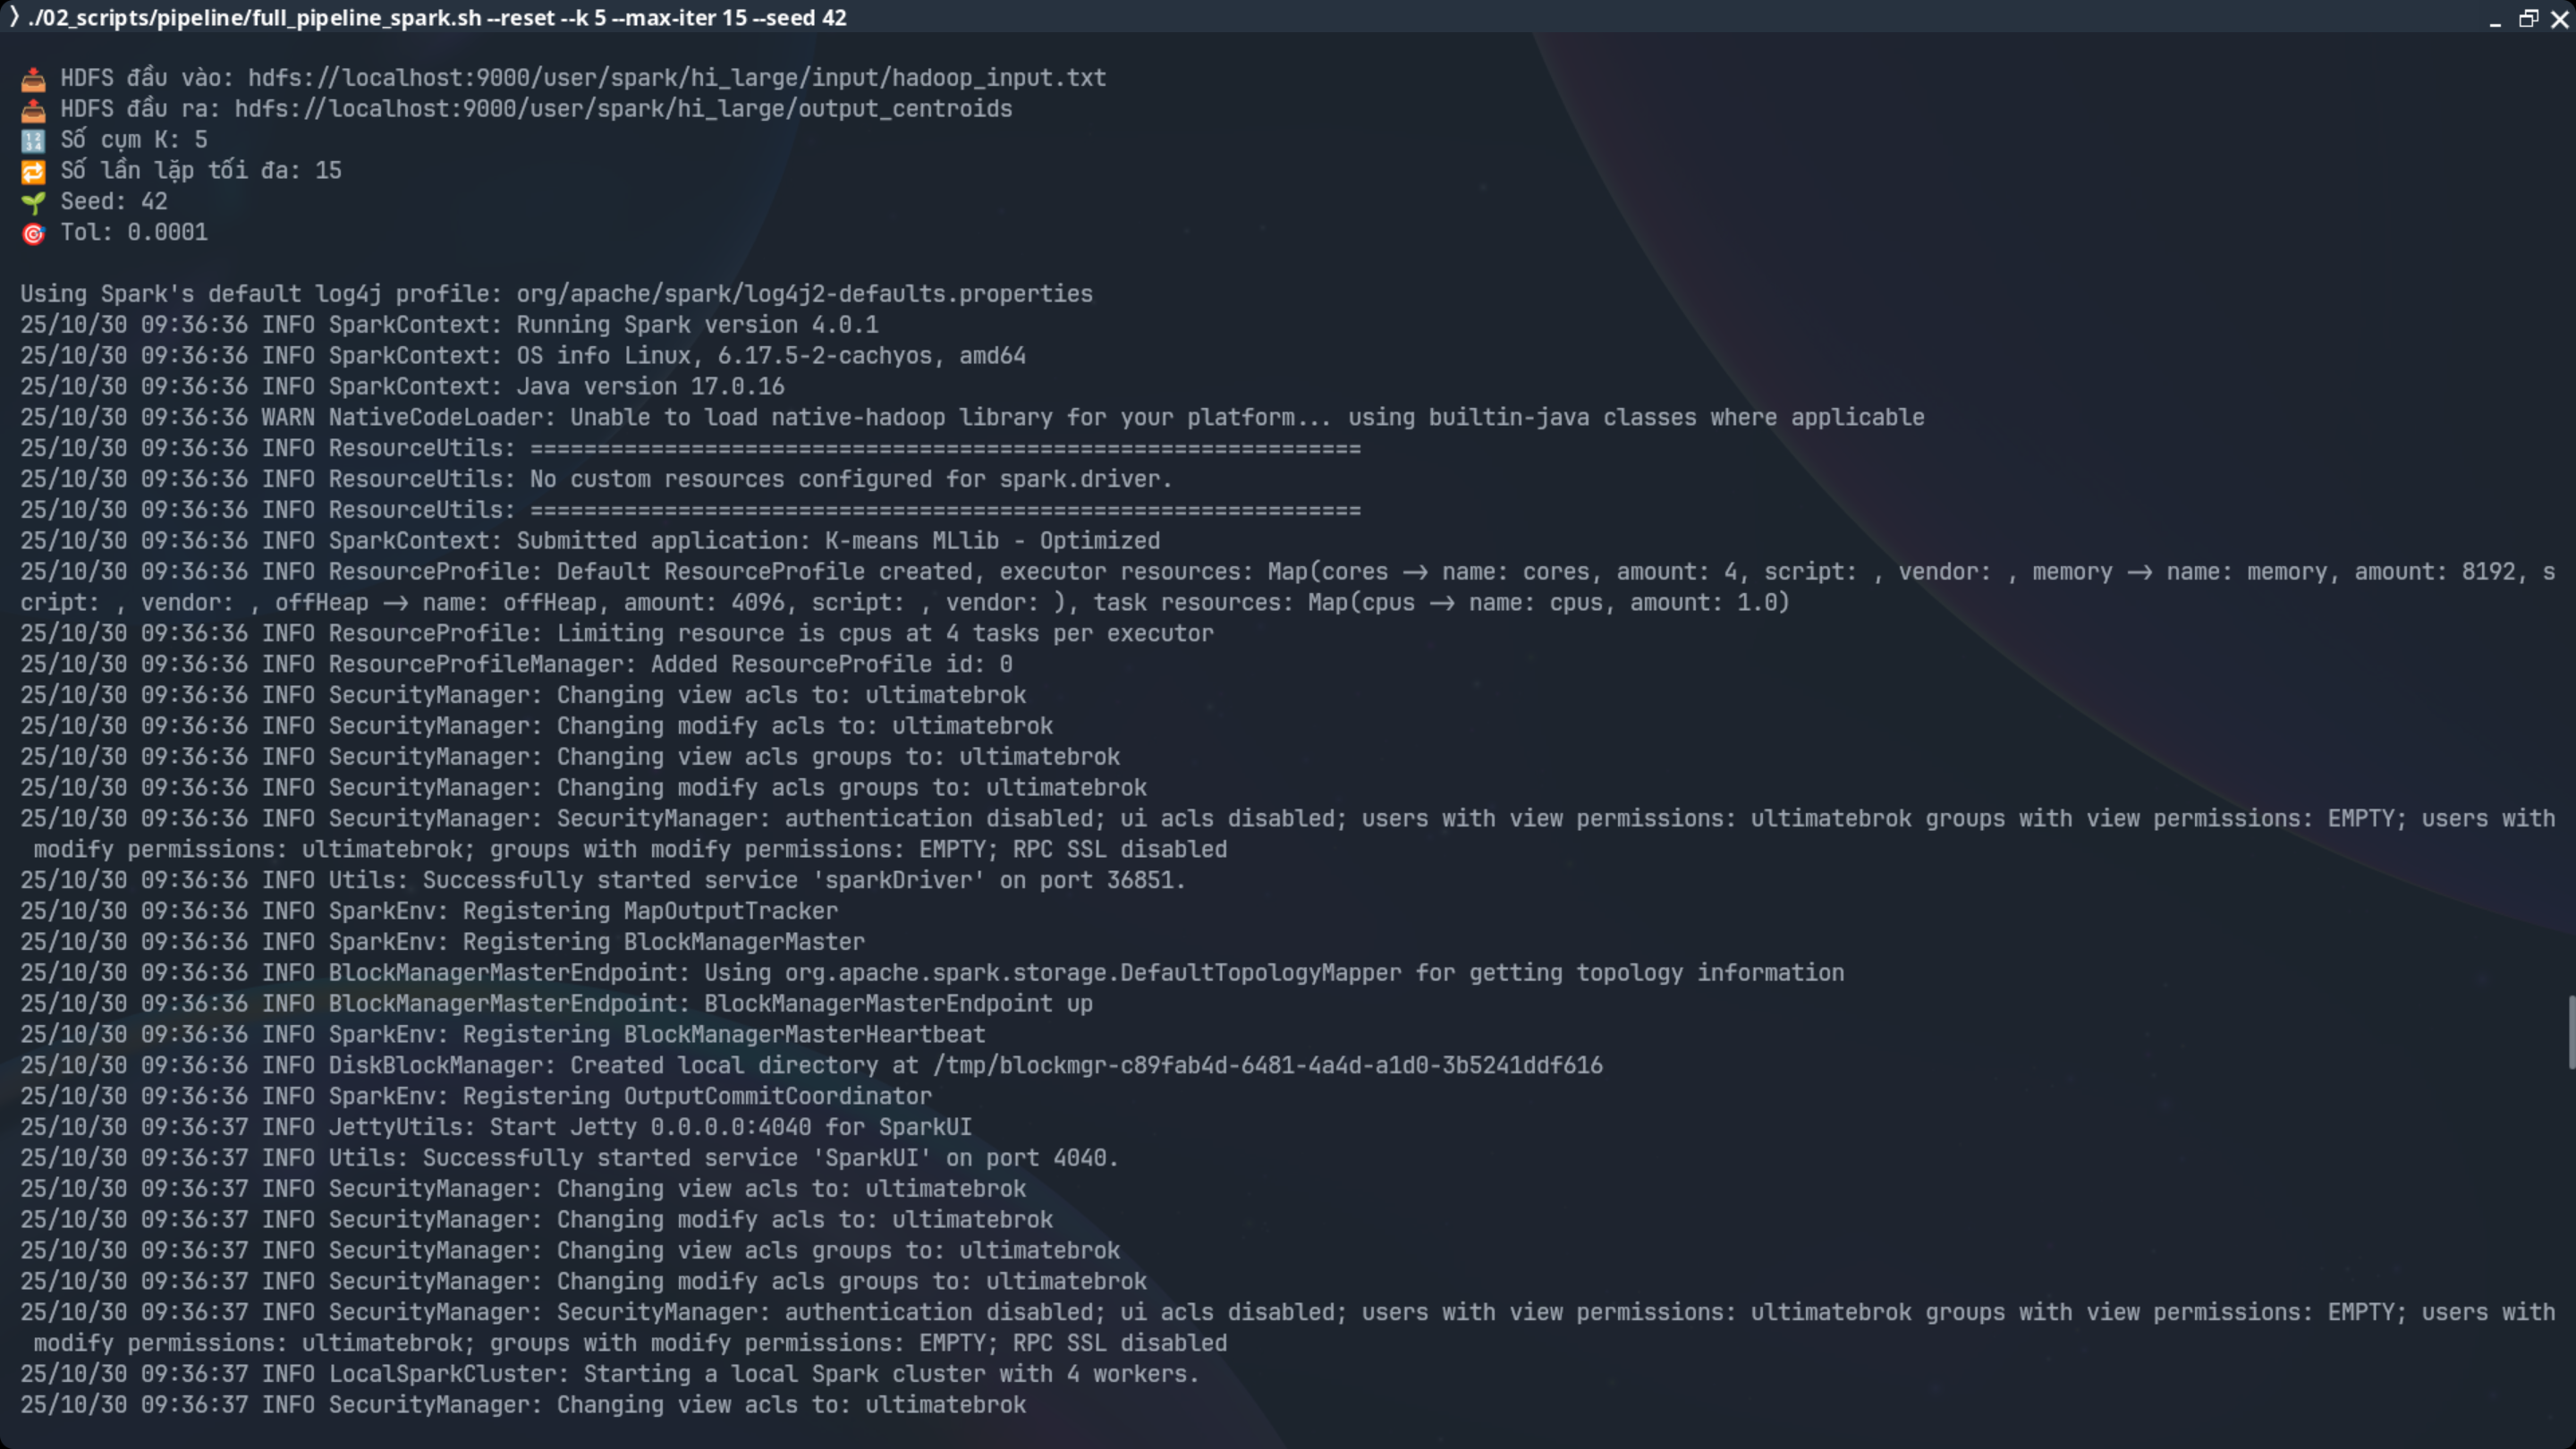 ❯ ./02_scripts/pipeline/full_pipeline_spark.sh --reset --k 5 --max-iter 15 --seed 42
📥 HDFS đầu vào: hdfs://localhost:9000/user/spark/hi_large/input/hadoop_input.txt
📤 HDFS đầu ra: hdfs://localhost:9000/user/spark/hi_large/output_centroids
🔢 Số cụm K: 5
🔁 Số lần lặp tối đa: 15
🌱 Seed: 42
🎯 Tol: 0.0001
Using Spark's default log4j profile: org/apache/spark/log4j2-defaults.properties
25/10/30 09:36:36 INFO SparkContext: Running Spark version 4.0.1
25/10/30 09:36:36 INFO SparkContext: OS info Linux, 6.17.5-2-cachyos, amd64
25/10/30 09:36:36 INFO SparkContext: Java version 17.0.16
25/10/30 09:36:36 WARN NativeCodeLoader: Unable to load native-hadoop library for your platform... using builtin-java classes where applicable
25/10/30 09:36:36 INFO ResourceUtils: ==============================================================
25/10/30 09:36:36 INFO ResourceUtils: No custom resources configured for spark.driver.
25/10/30 09:36:36 INFO ResourceUtils: ==============================================================
25/10/30 09:36:36 INFO SparkContext: Submitted application: K-means MLlib - Optimized
25/10/30 09:36:36 INFO ResourceProfile: Default ResourceProfile created, executor resources: Map(cores -> name: cores, amount: 4, script: , vendor: , memory -> name: memory, amount: 8192, s
cript: , vendor: , offHeap -> name: offHeap, amount: 4096, script: , vendor: ), task resources: Map(cpus -> name: cpus, amount: 1.0)
25/10/30 09:36:36 INFO ResourceProfile: Limiting resource is cpus at 4 tasks per executor
25/10/30 09:36:36 INFO ResourceProfileManager: Added ResourceProfile id: 0
25/10/30 09:36:36 INFO SecurityManager: Changing view acls to: ultimatebrok
25/10/30 09:36:36 INFO SecurityManager: Changing modify acls to: ultimatebrok
25/10/30 09:36:36 INFO SecurityManager: Changing view acls groups to: ultimatebrok
25/10/30 09:36:36 INFO SecurityManager: Changing modify acls groups to: ultimatebrok
25/10/30 09:36:36 INFO SecurityManager: SecurityManager: authentication disabled; ui acls disabled; users with view permissions: ultimatebrok groups with view permissions: EMPTY; users with
 modify permissions: ultimatebrok; groups with modify permissions: EMPTY; RPC SSL disabled
25/10/30 09:36:36 INFO Utils: Successfully started service 'sparkDriver' on port 36851.
25/10/30 09:36:36 INFO SparkEnv: Registering MapOutputTracker
25/10/30 09:36:36 INFO SparkEnv: Registering BlockManagerMaster
25/10/30 09:36:36 INFO BlockManagerMasterEndpoint: Using org.apache.spark.storage.DefaultTopologyMapper for getting topology information
25/10/30 09:36:36 INFO BlockManagerMasterEndpoint: BlockManagerMasterEndpoint up
25/10/30 09:36:36 INFO SparkEnv: Registering BlockManagerMasterHeartbeat
25/10/30 09:36:36 INFO DiskBlockManager: Created local directory at /tmp/blockmgr-c89fab4d-6481-4a4d-a1d0-3b5241ddf616
25/10/30 09:36:36 INFO SparkEnv: Registering OutputCommitCoordinator
25/10/30 09:36:37 INFO JettyUtils: Start Jetty 0.0.0.0:4040 for SparkUI
25/10/30 09:36:37 INFO Utils: Successfully started service 'SparkUI' on port 4040.
25/10/30 09:36:37 INFO SecurityManager: Changing view acls to: ultimatebrok
25/10/30 09:36:37 INFO SecurityManager: Changing modify acls to: ultimatebrok
25/10/30 09:36:37 INFO SecurityManager: Changing view acls groups to: ultimatebrok
25/10/30 09:36:37 INFO SecurityManager: Changing modify acls groups to: ultimatebrok
25/10/30 09:36:37 INFO SecurityManager: SecurityManager: authentication disabled; ui acls disabled; users with view permissions: ultimatebrok groups with view permissions: EMPTY; users with
 modify permissions: ultimatebrok; groups with modify permissions: EMPTY; RPC SSL disabled
25/10/30 09:36:37 INFO LocalSparkCluster: Starting a local Spark cluster with 4 workers.
25/10/30 09:36:37 INFO SecurityManager: Changing view acls to: ultimatebrok